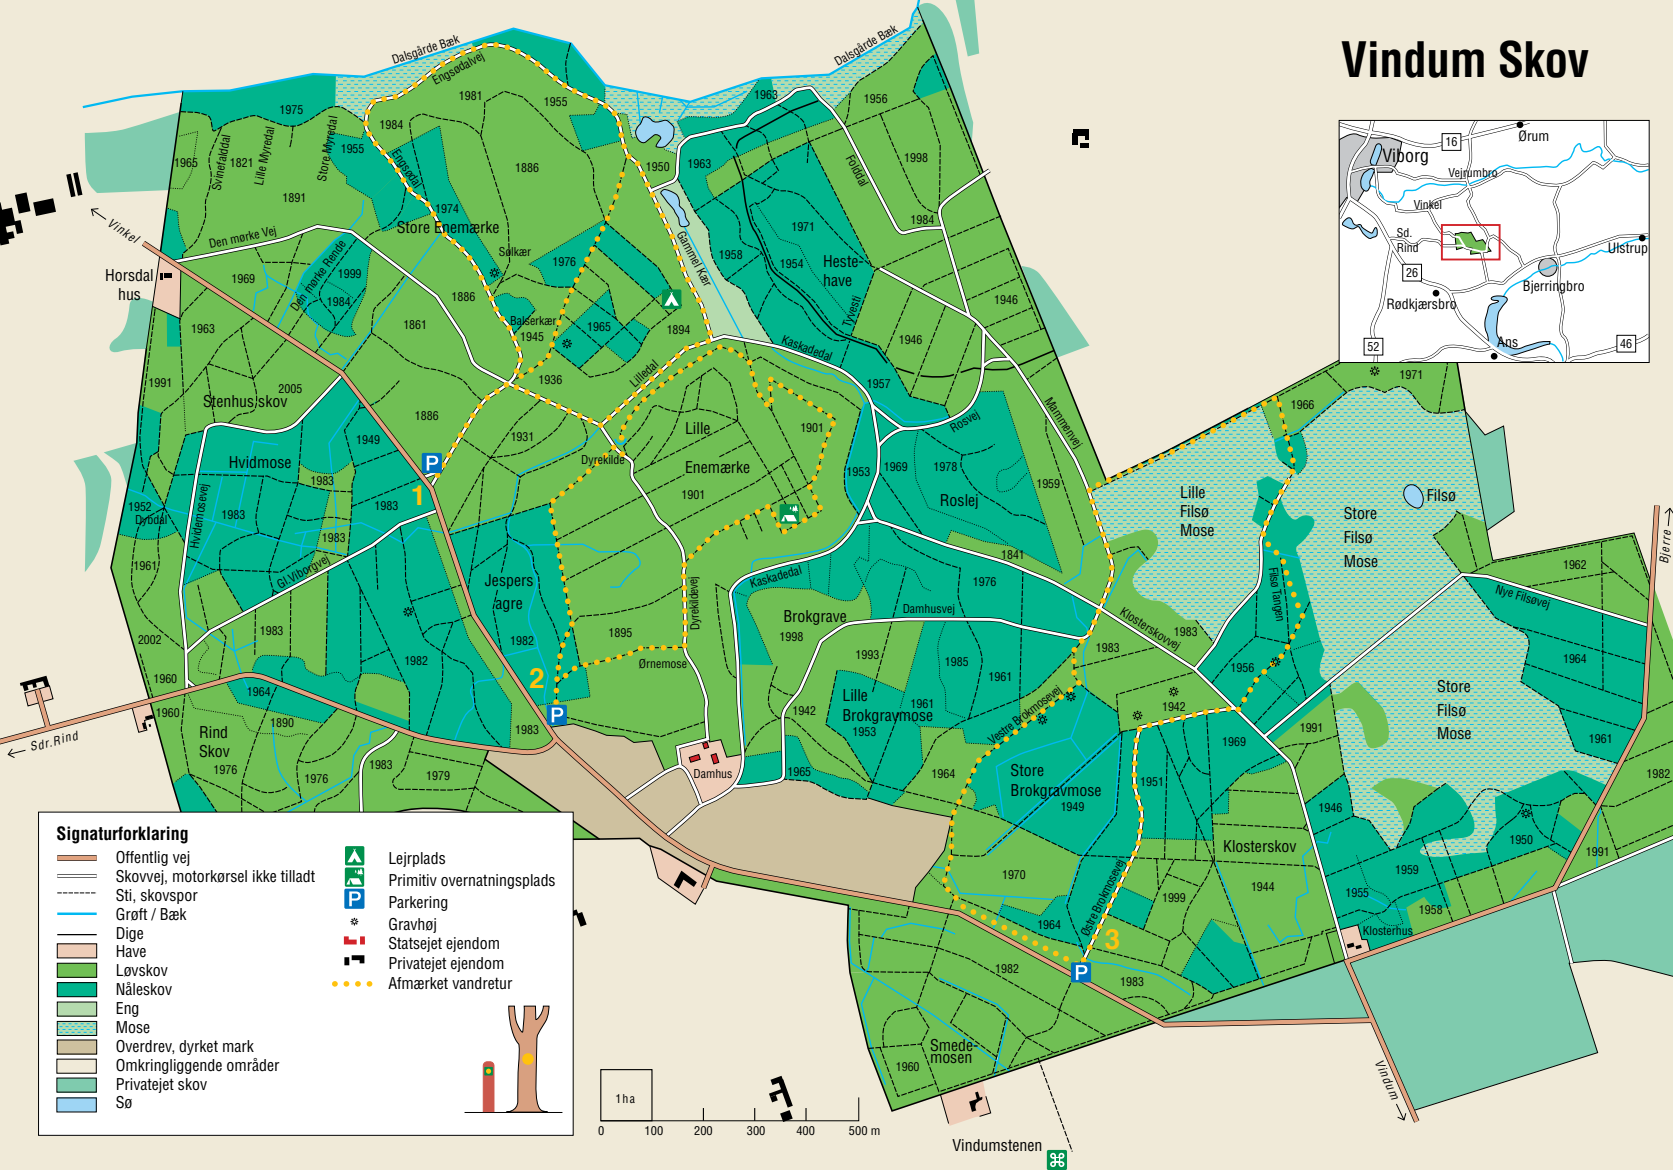 Vindum Skov
Dalsgårde Bæk
Dalsgårde Bæk
Engsødalvej
1981
1955
1984
1975
1955
1965
Svinefalddal
1821
Lille Myredal
Store Myredal
1891
Engsødal
1886
1974
Store Enemærke
Sølkær
1976
1950
1963
1963
1956
1998
Folddal
1984
1971
1958
1954
Heste-
have
Tyvesti
Gammel Kær
1946
1946
Vinkel
Den mørke Vej
Horsdal
hus
1969
Den mørke Rende
1999
1984
1886
1861
1963
Balserkær
1945
1965
1894
1936
Lilledal
Kaskadedal
1957
Mammenvej
1991
2005
Stenhus skov
1886
1949
Hvidmose
1983
1983
1983
1983
1952
Dybdal
Hvidemosevej
1961
Gl.Viborgvej
1983
2002
1960
1960
P
1
1931
Dyrekilde
Lille
Enemærke
1901
1901
1953
1969
Rosvej
1978
Roslej
1959
1841
1976
Jespers
agre
1982
1982
2
P
1895
Ørnemose
Dyrekildevej
Kaskadedal
Brokgrave
1998
Damhusvej
1993
1985
1961
1961
Lille
Brokgravmose
1953
1942
1965
1964
Vestre Brokmosevej
1983
Klosterskovvej
1983
1942
Lille
Filsø
Mose
Filsø
Store
Filsø
Mose
1966
1971
Filsø Tangen
1956
Nye Filsøvej
1962
1964
Store
Filsø
Mose
1961
1982
Bjerre
1991
1969
1951
Store
Brokgravmose
1949
1946
1950
1991
1959
1955
1958
Klosterskov
1944
1999
1970
1964
Østre Brokmosevej
3
P
1983
1982
Klosterhus
Smede-
mosen
1960
Vindum
Vindumstenen
Sdr.Rind
1964
1890
Rind
Skov
1976
1976
1983
1979
1983
Damhus
Viborg
16
Ørum
Vejrumbro
Vinkel
Sd.
Rind
26
Ulstrup
Bjerringbro
Rødkjærsbro
52
Ans
46
Signaturforklaring
Offentlig vej
Skovvej, motorkørsel ikke tilladt
Sti, skovspor
Grøft / Bæk
Dige
Have
Løvskov
Nåleskov
Eng
Mose
Overdrev, dyrket mark
Omkringliggende områder
Privatejet skov
Sø
Lejrplads
Primitiv overnatningsplads
P
Parkering
Gravhøj
Statsejet ejendom
Privatejet ejendom
Afmærket vandretur
1ha
0 100 200 300 400 500 m